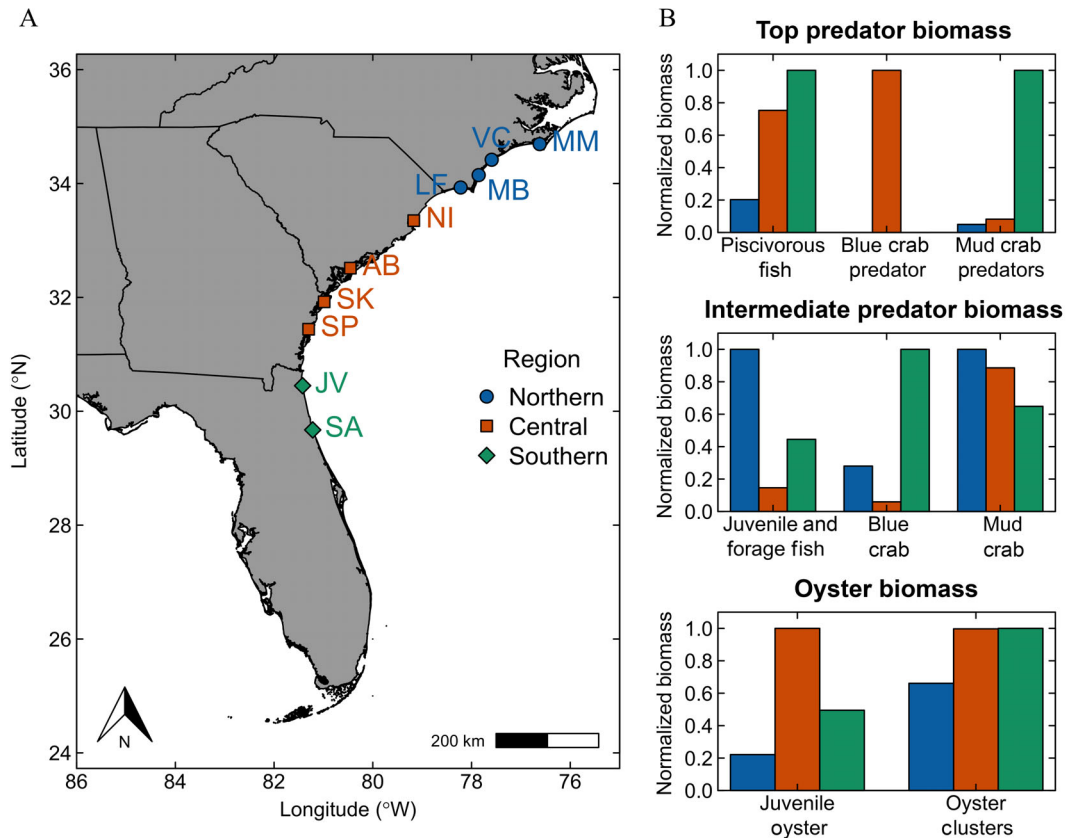 A
36
34
32
30
28
26
24
86
84
82
80
78
76
Latitude (°N)
Longitude (°W)
VC
MM
LF
MB
NI
AB
SK
SP
JV
SA
Region
Northern
Central
Southern
N
200 km
B
Top predator biomass
Normalized biomass
1.0
0.8
0.6
0.4
0.2
0.0
Piscivorous
fish
Blue crab
predator
Mud crab
predators
Intermediate predator biomass
Normalized biomass
1.0
0.8
0.6
0.4
0.2
0.0
Juvenile and
forage fish
Blue
crab
Mud
crab
Oyster biomass
Normalized biomass
1.0
0.8
0.6
0.4
0.2
0.0
Juvenile
oyster
Oyster
clusters